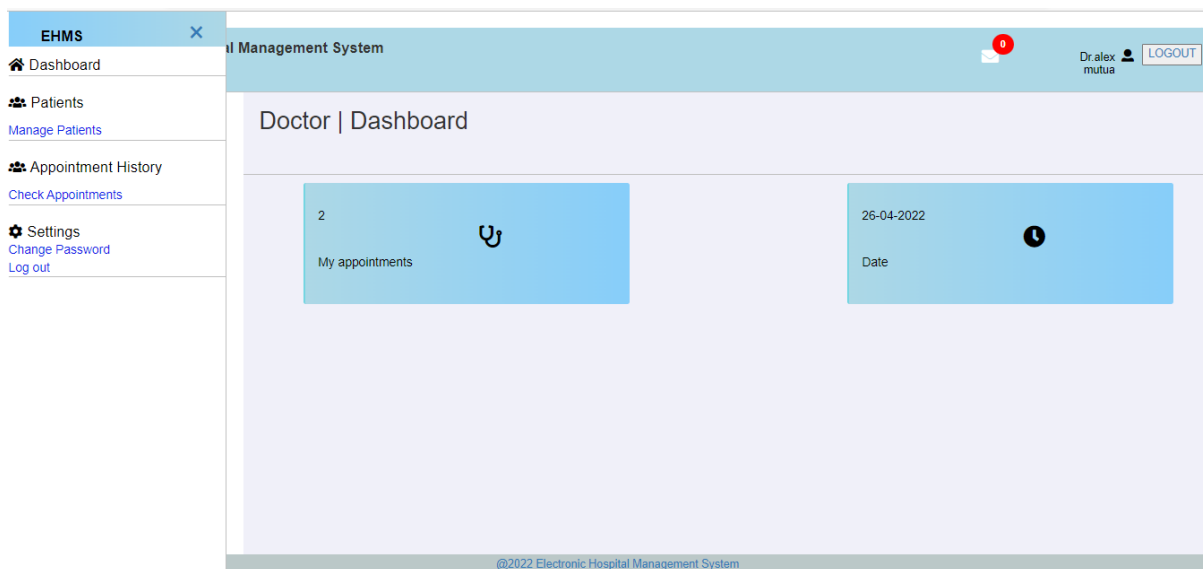 EHMS ×
al Management System
0
Dr.alex
mutua
LOGOUT
Dashboard
Patients
Manage Patients
Appointment History
Check Appointments
Settings
Change Password
Log out
Doctor | Dashboard
2
My appointments
26-04-2022
Date
@2022 Electronic Hospital Management System